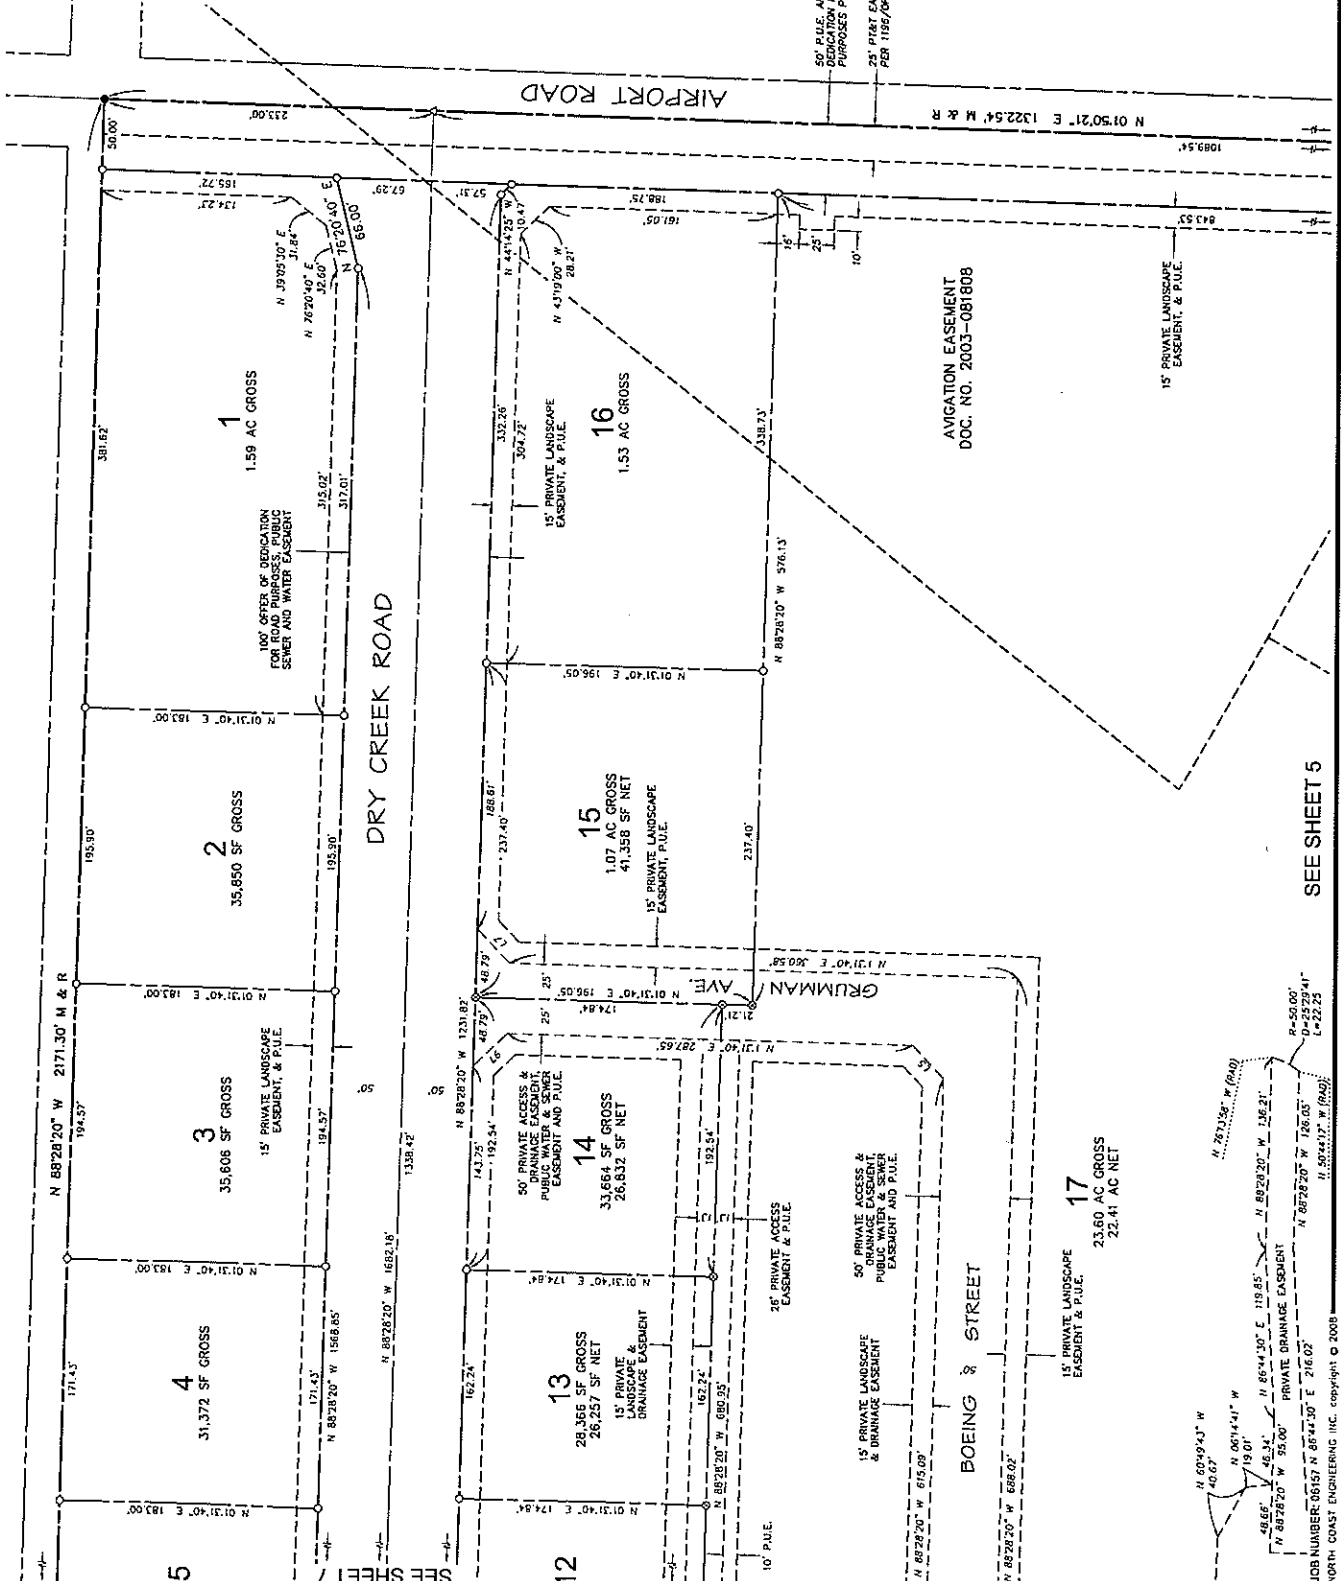 50' P.U.E. A
DEDICATION
PURPOSES P
25' PT&T EA
PER 1196/OR
AIRPORT ROAD
N 01'50'21" E 1322.54' M & R
1089.54'
233.00'
50.00'
165.72'
134.23'
67.29'
57.31'
188.75'
161.05'
843.53'
N 76'20'40" E
66.00'
N 39'05'30" E
31.84'
N 76'20'40" E
32.60'
N 44'14'25" W
10.47'
N 43'19'00" W
28.21'
16'
25'
10'
381.62'
1
1.59 AC GROSS
315.02'
317.01'
100' OFFER OF DEDICATION
FOR ROAD PURPOSES, PUBLIC
SEWER AND WATER EASEMENT
332.26'
304.72'
15' PRIVATE LANDSCAPE
EASEMENT, & P.U.E.
16
1.53 AC GROSS
338.73'
N 88'28'20" W 576.13'
AVIGATION EASEMENT
DOC. NO. 2003-081808
15' PRIVATE LANDSCAPE
EASEMENT, & P.U.E.
N 01'31'40" E 183.00'
N 01'31'40" E 196.05'
DRY CREEK ROAD
195.90'
2
35,850 SF GROSS
195.90'
188.61'
237.40'
15
1.07 AC GROSS
41,358 SF NET
15' PRIVATE LANDSCAPE
EASEMENT, P.U.E.
237.40'
N 88'28'20" W 2171.30' M & R
N 01'31'40" E 183.00'
194.57'
3
35,606 SF GROSS
15' PRIVATE LANDSCAPE
EASEMENT, & P.U.E.
194.57'
50'
50'
1338.42'
N 88'28'20" W 1231.82'
48.79'
48.79'
25'
25'
L7
L6
N 01'31'40" E 196.05'
174.84'
21.21'
GRUMMAN AVE.
N 1'31'40" E 360.58'
N 1'31'40" E 287.65'
L5
143.75'
192.54'
50' PRIVATE ACCESS &
DRAINAGE EASEMENT,
PUBLIC WATER & SEWER
EASEMENT AND P.U.E.
14
33,664 SF GROSS
26,832 SF NET
192.54'
26' PRIVATE ACCESS
EASEMENT & P.U.E.
50' PRIVATE ACCESS &
DRAINAGE EASEMENT,
PUBLIC WATER & SEWER
EASEMENT AND P.U.E.
17
23.60 AC GROSS
22.41 AC NET
15' PRIVATE LANDSCAPE
EASEMENT & P.U.E.
N 01'31'40" E 183.00'
171.43'
4
31,372 SF GROSS
171.43'
N 88'28'20" W 1568.85'
N 88'28'20" W 1682.18'
N 01'31'40" E 174.84'
162.24'
13
28,366 SF GROSS
26,257 SF NET
15' PRIVATE
LANDSCAPE &
DRAINAGE EASEMENT
162.24'
N 88'28'20" W 680.95'
15' PRIVATE LANDSCAPE
& DRAINAGE EASEMENT
BOEING STREET
50'
N 88'28'20" W 615.09'
N 88'28'20" W 688.02'
N 01'31'40" E 183.00'
N 01'31'40" E 174.84'
5
SEE SHEET
12
10' P.U.E.
SEE SHEET 5
R=50.00'
D=25'29'41"
L=22.25
N 76'13'58" W (RAD)
N 50'44'17" W (RAD)
N 88'28'20" W 136.21'
N 88'28'20" W 126.05'
N 86'44'30" E 119.85'
PRIVATE DRAINAGE EASEMENT
N 86'44'30" E 216.02'
N 60'49'43" W
40.67'
N 06'14'41" W
19.01'
48.66'
46.34'
N 88'28'20" W 95.00'
JOB NUMBER: 06157
NORTH COAST ENGINEERING INC. copyright © 2008